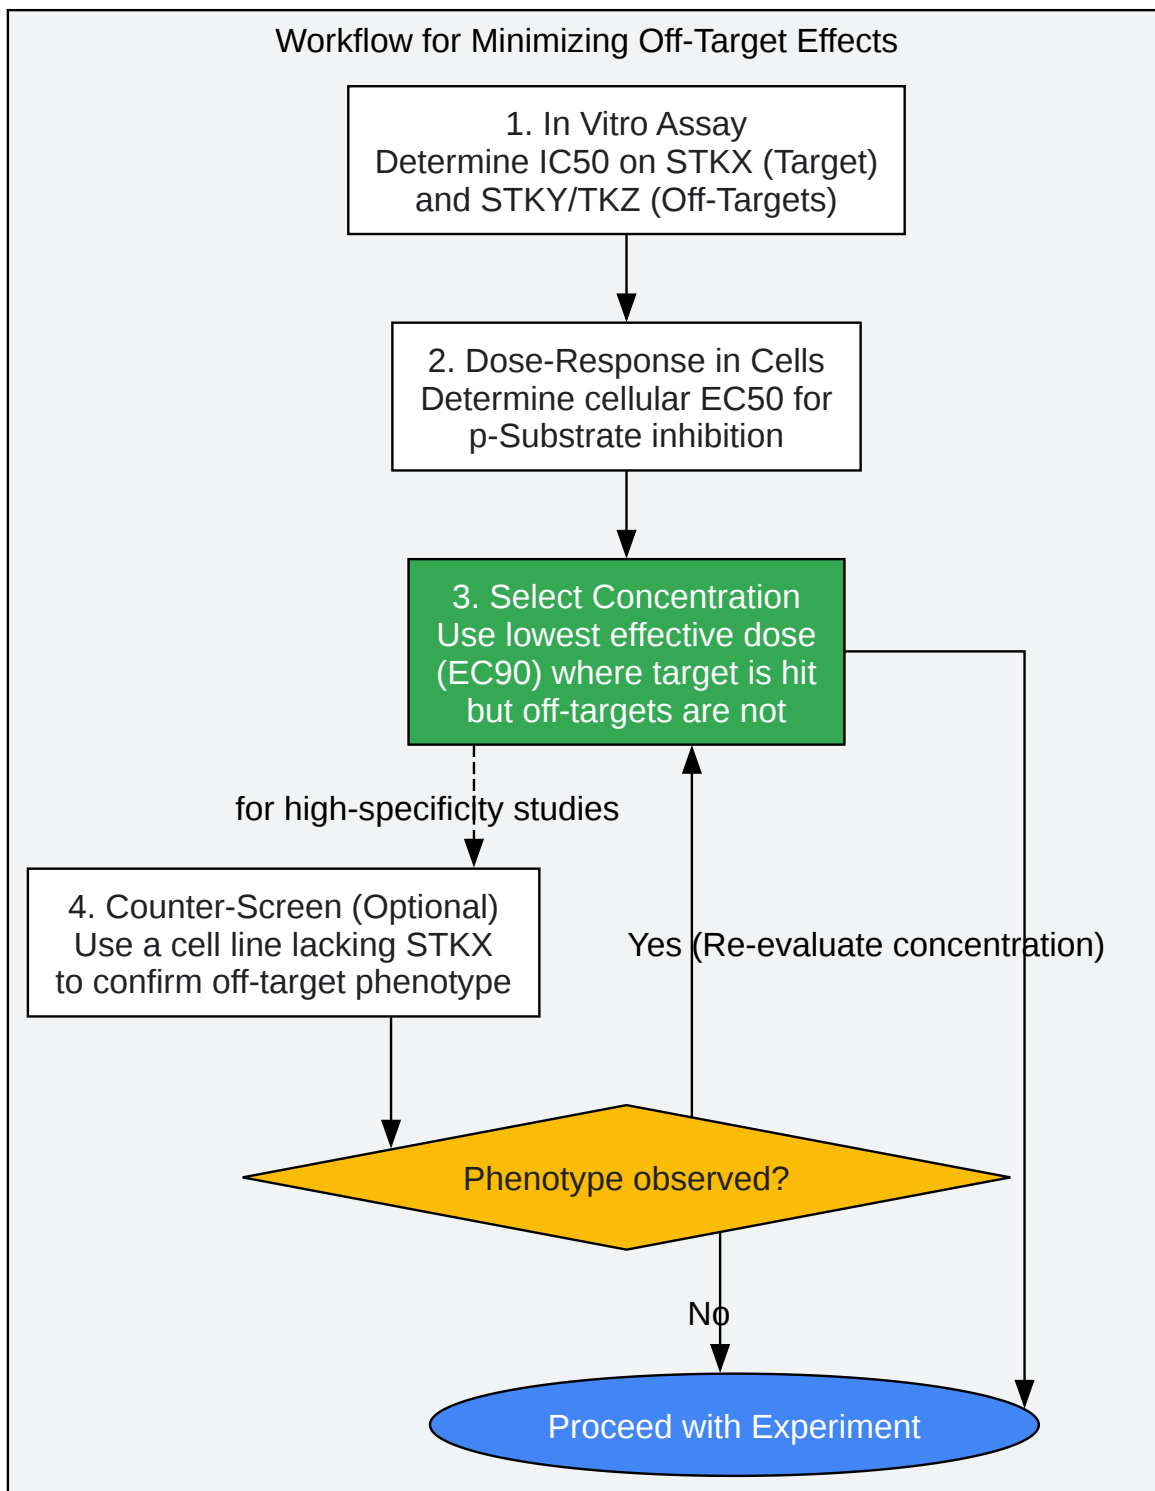 Workflow for Minimizing Off-Target Effects
1. In Vitro Assay
Determine IC50 on STKX (Target)
and STKY/TKZ (Off-Targets)
2. Dose-Response in Cells
Determine cellular EC50 for
p-Substrate inhibition
3. Select Concentration
Use lowest effective dose
(EC90) where target is hit
but off-targets are not
for high-specificity studies
4. Counter-Screen (Optional)
Use a cell line lacking STKX
to confirm off-target phenotype
Yes (Re-evaluate concentration)
Phenotype observed?
No
Proceed with Experiment